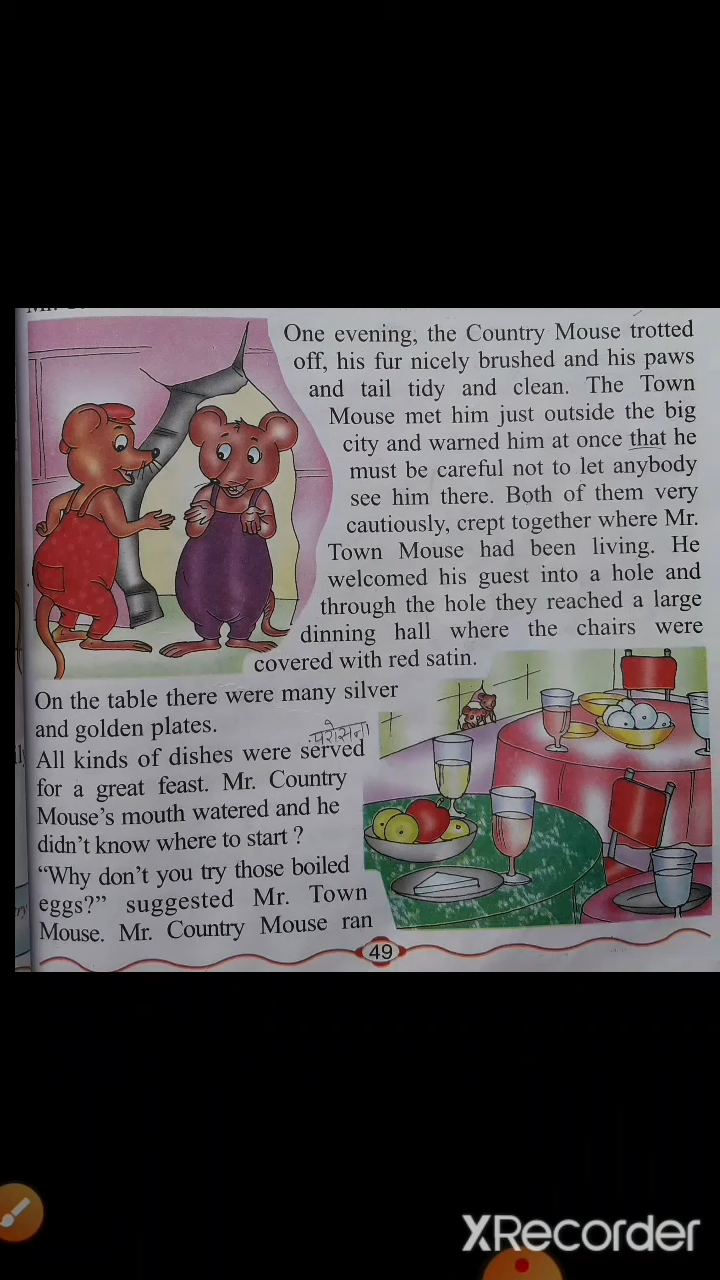 One evening, the Country Mouse trotted
off, his fur nicely brushed and his paws
and tail tidy and clean. The Town
Mouse met him just outside the big
city and warned him at once that he
must be careful not to let anybody
see him there. Both of them very
cautiously, crept together where Mr.
Town Mouse had been living. He
welcomed his guest into a hole and
through the hole they reached a large
dinning hall where the chairs were
covered with red satin.
On the table there were many silver
and golden plates.
परोसना
All kinds of dishes were served
for a great feast. Mr. Country
Mouse's mouth watered and he
didn't know where to start ?
“Why don't you try those boiled
eggs?” suggested Mr. Town
Mouse. Mr. Country Mouse ran
49
XRecorder